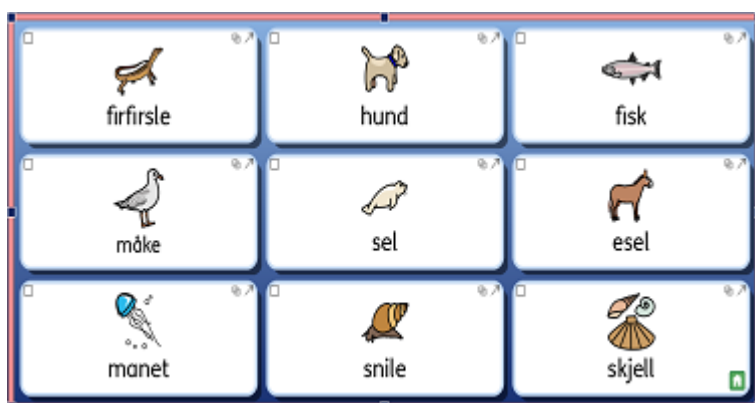 firfirsle
hund
fisk
måke
sel
esel
manet
snile
skjell